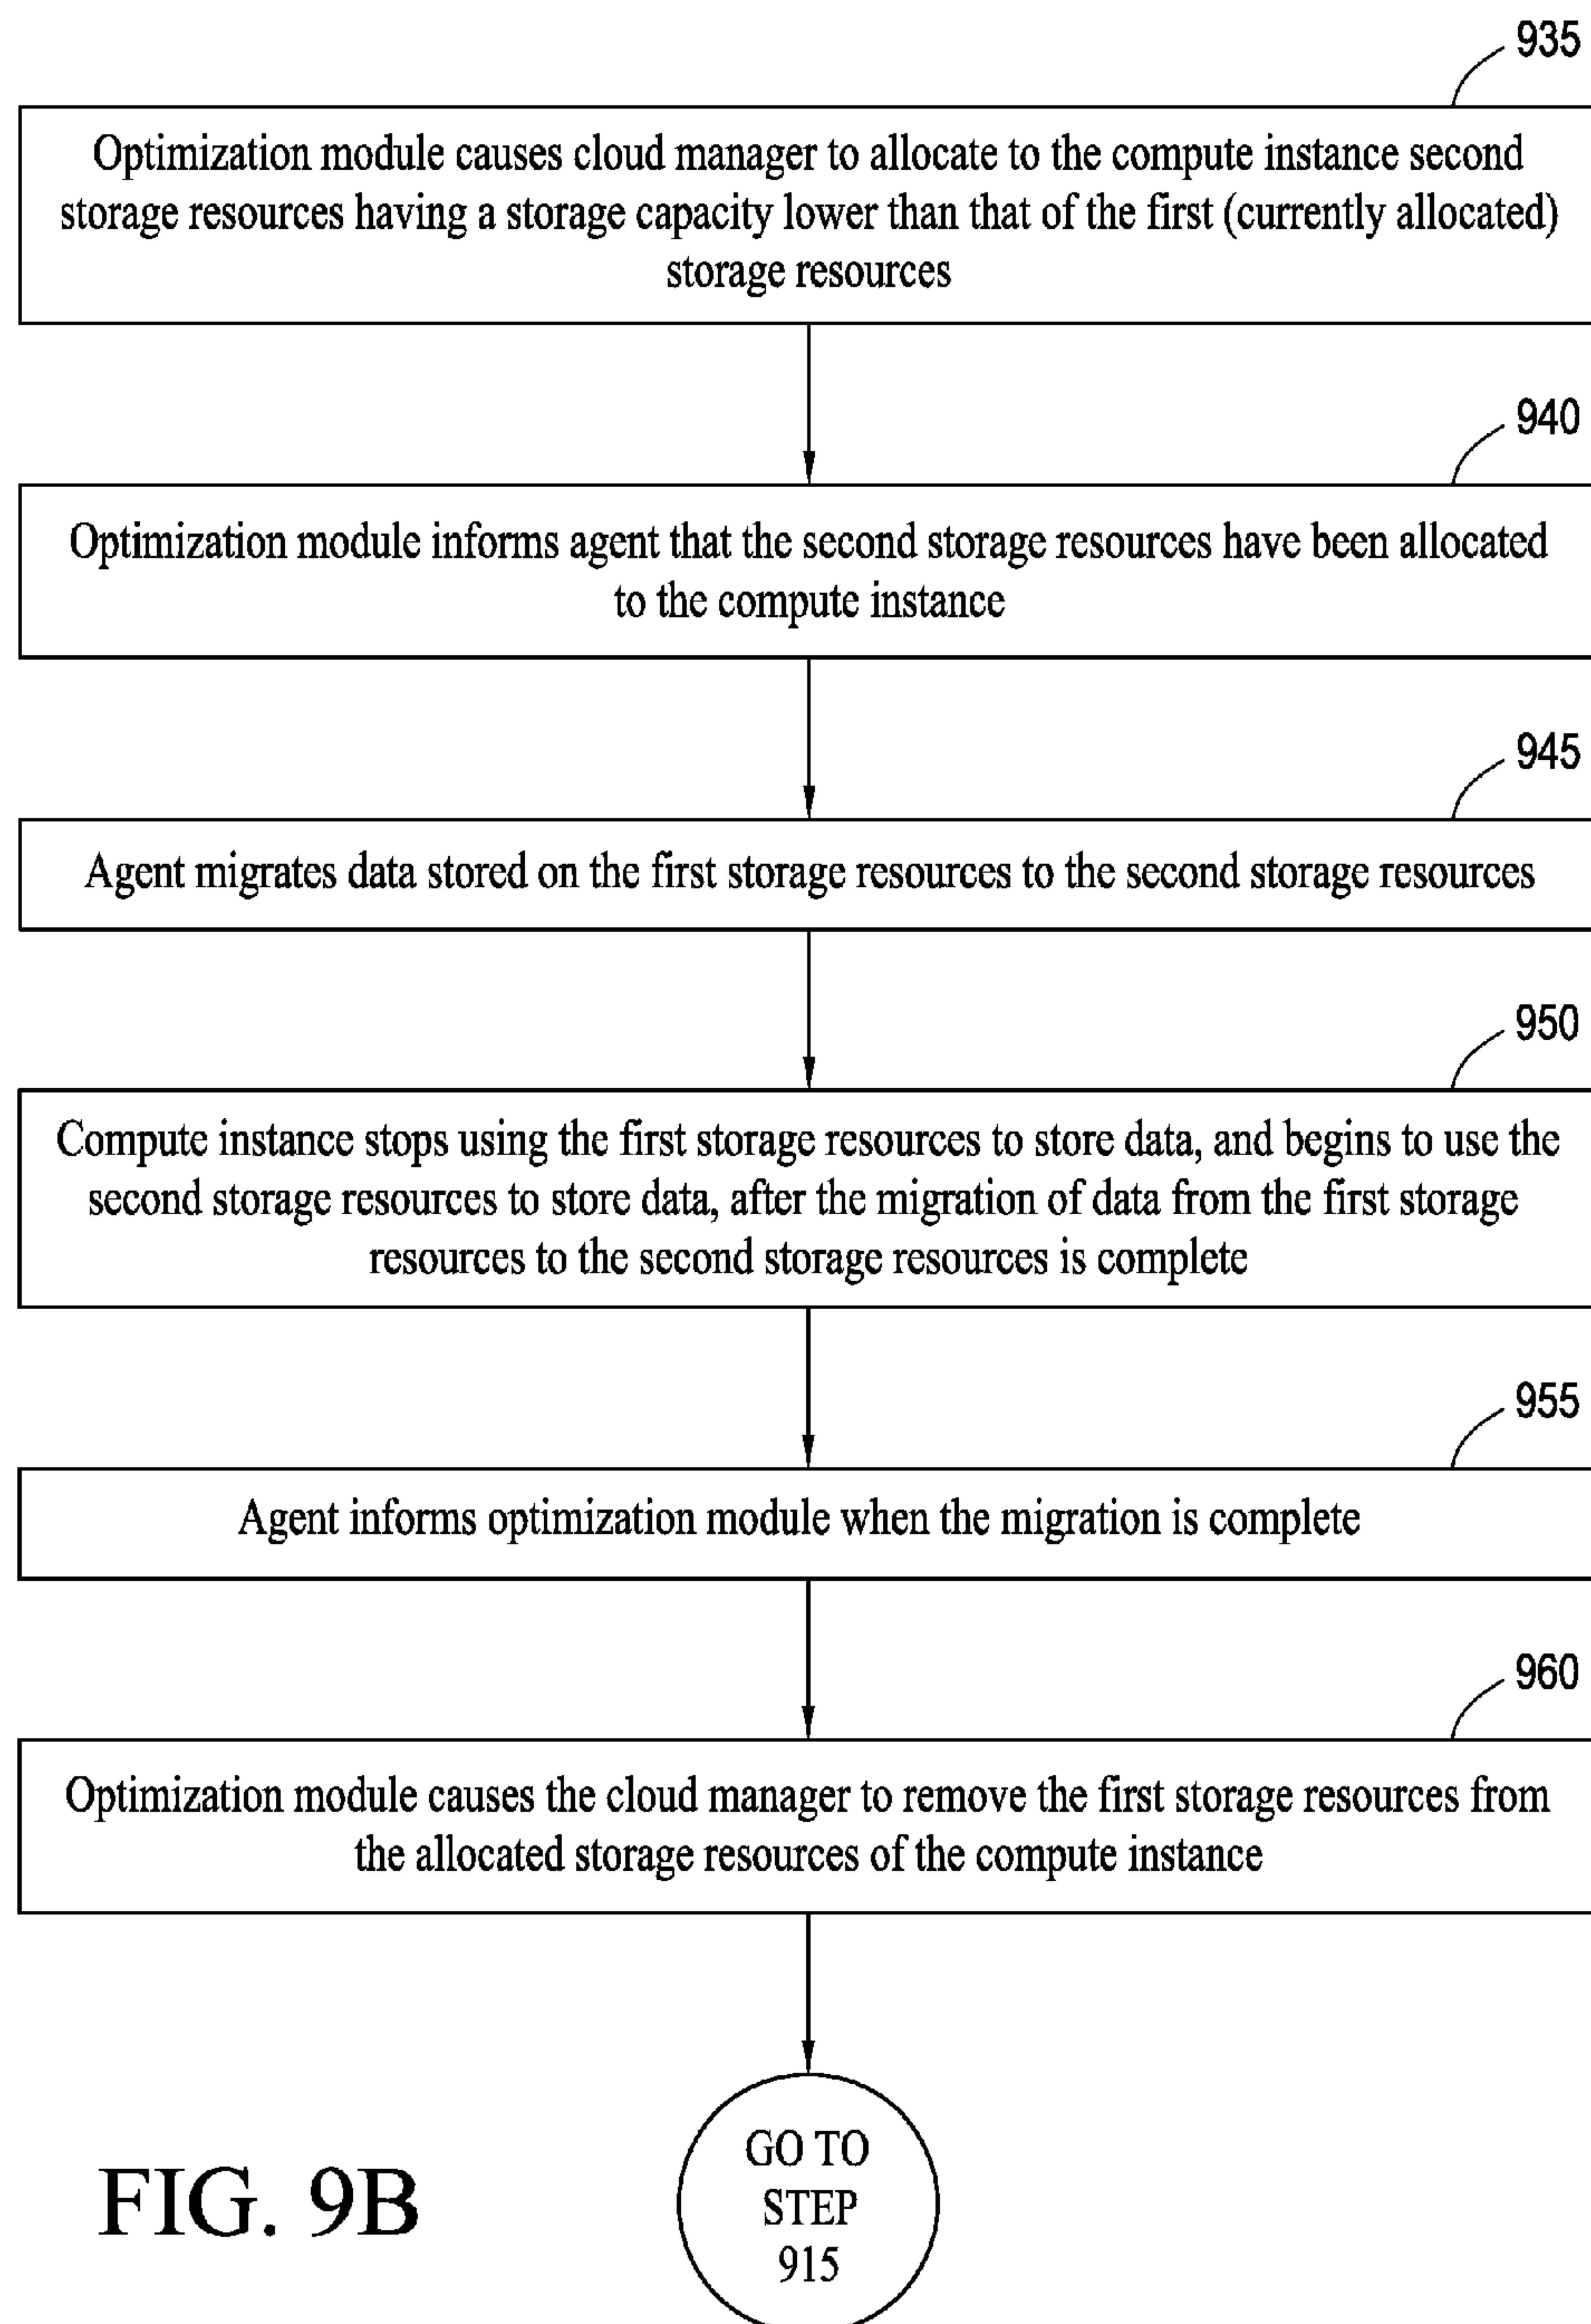 935
Optimization module causes cloud manager to allocate to the compute instance second
storage resources having a storage capacity lower than that of the first (currently allocated)
storage resources
940
Optimization module informs agent that the second storage resources have been allocated
to the compute instance
945
Agent migrates data stored on the first storage resources to the second storage resources
950
Compute instance stops using the first storage resources to store data, and begins to use the
second storage resources to store data, after the migration of data from the first storage
resources to the second storage resources is complete
955
Agent informs optimization module when the migration is complete
960
Optimization module causes the cloud manager to remove the first storage resources from
the allocated storage resources of the compute instance
GO TO
STEP
915
FIG. 9B